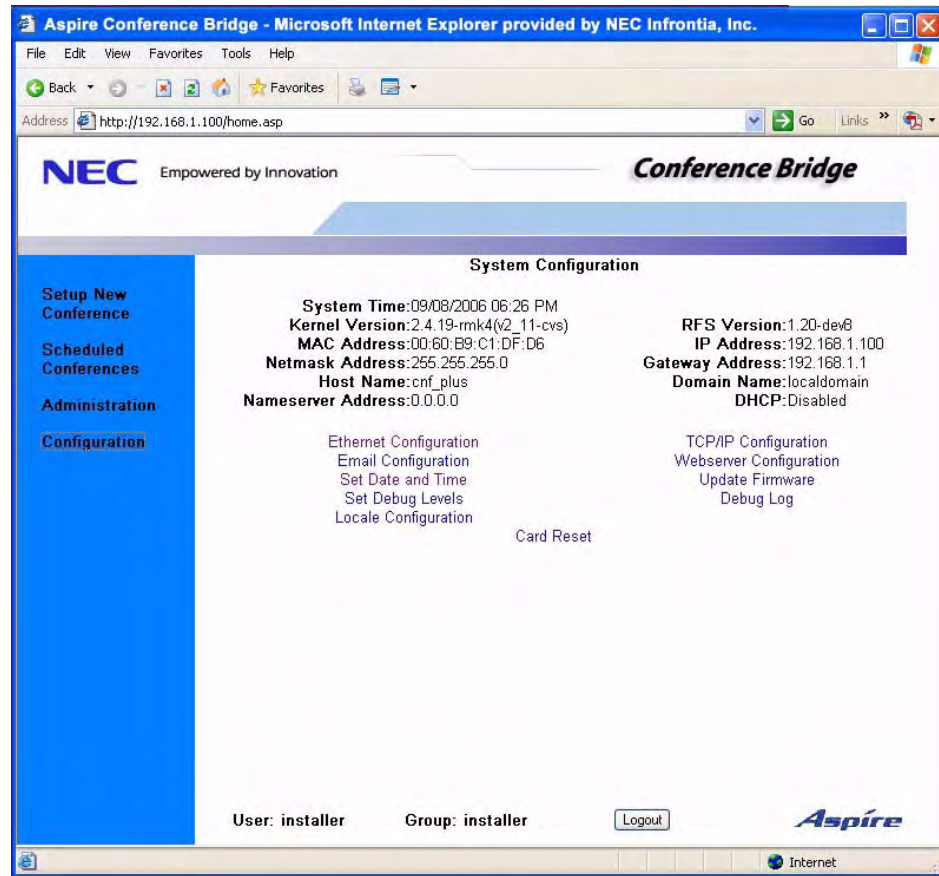 Aspire Conference Bridge - Microsoft Internet Explorer provided by NEC Infrontia, Inc.
File Edit View Favorites Tools Help
Back Favorites
Address http://192.168.1.100/home.asp Go Links »
NEC Empowered by Innovation Conference Bridge
System Configuration
Setup New
Conference
Scheduled
Conferences
Administration
Configuration
System Time:09/08/2006 06:26 PM
Kernel Version:2.4.19-rmk4(v2_11-cvs) RFS Version:1.20-dev8
MAC Address:00:60:B9:C1:DF:D6 IP Address:192.168.1.100
Netmask Address:255.255.255.0 Gateway Address:192.168.1.1
Host Name:cnf_plus Domain Name:localdomain
Nameserver Address:0.0.0.0 DHCP:Disabled
Ethernet Configuration TCP/IP Configuration
Email Configuration Webserver Configuration
Set Date and Time Update Firmware
Set Debug Levels Debug Log
Locale Configuration
Card Reset
User: installer Group: installer Logout Aspire
Internet